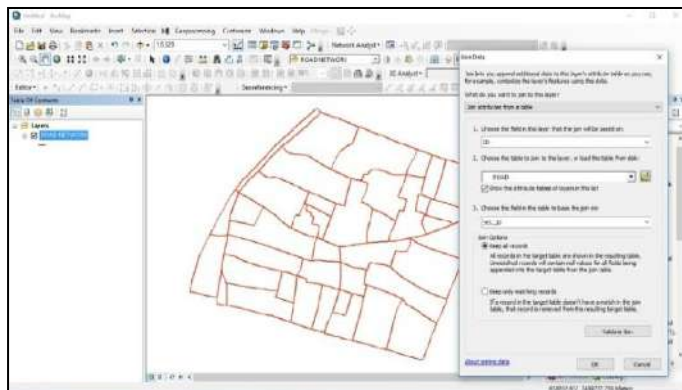 Untitled - ArcMap
File Edit View Bookmarks Insert Selection Geoprocessing Customize Windows Help
Network Analyst
ROADNETWORK
3D Analyst
Editor
Georeferencing
Table Of Contents
Layers
ROAD NETWORK
Join Data
Join lets you append additional data to this layer's attribute table so you can,
for example, symbolize the layer's features using this data.
What do you want to join to this layer?
Join attributes from a table
1. Choose the field in this layer that the join will be based on:
ID
2. Choose the table to join to the layer, or load the table from disk:
ROAD
Show the attribute tables of layers in this list
3. Choose the field in the table to base the join on:
Join Options
Keep all records
All records in the target table are shown in the resulting table.
Unmatched records will contain null values for all fields being
appended into the target table from the join table.
Keep only matching records
If a record in the target table doesn't have a match in the join
table, that record is removed from the resulting target table.
Validate Join
About joining data
OK Cancel